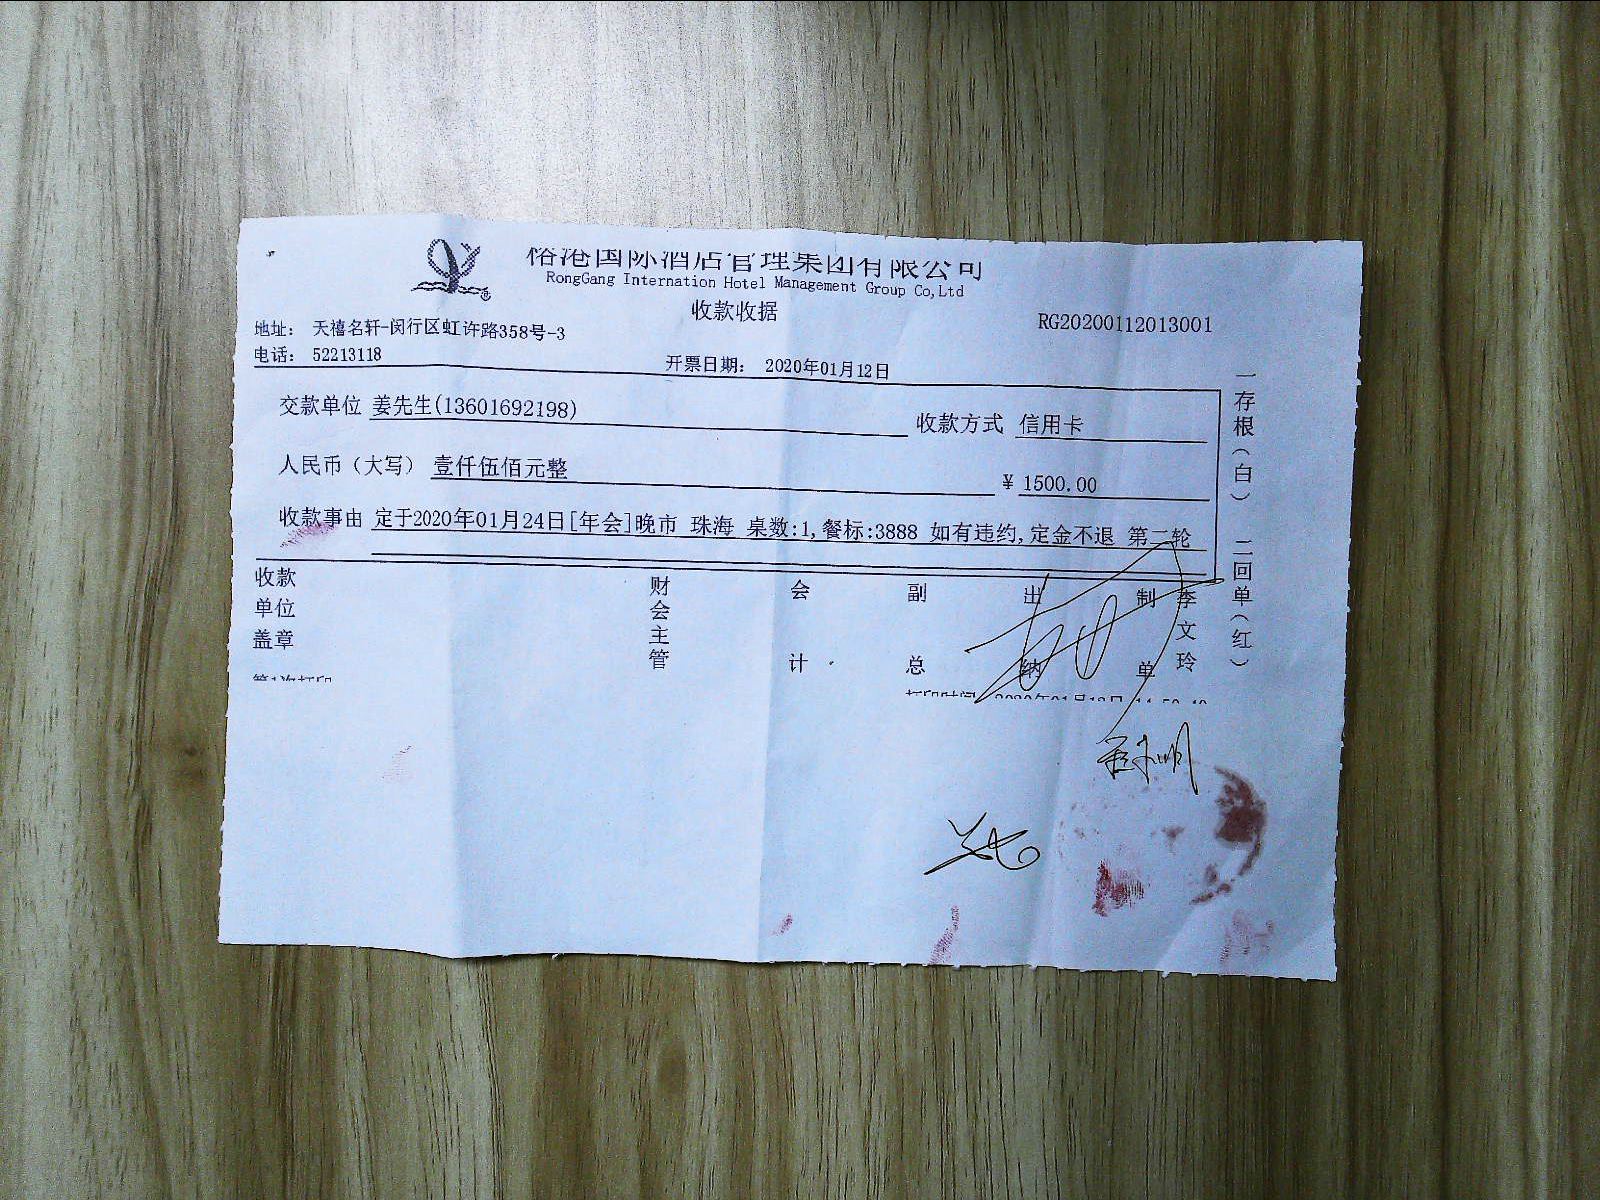 榕港国际酒店管理集团有限公司
RongGang Internation Hotel Management Group Co,Ltd
收款收据
RG20200112013001
地址： 天禧名轩-闵行区虹许路358号-3
电话： 52213118
开票日期： 2020年01月12日
交款单位 姜先生(13601692198)
收款方式 信用卡
人民币（大写） 壹仟伍佰元整
¥ 1500.00
收款事由 定于2020年01月24日[年会]晚市 珠海 桌数:1,餐标:3888 如有违约,定金不退 第二轮
收款单位盖章
财会主管
会计
副总
出纳
制单
李文玲
一存根（白）
二回单（红）
第1次打印